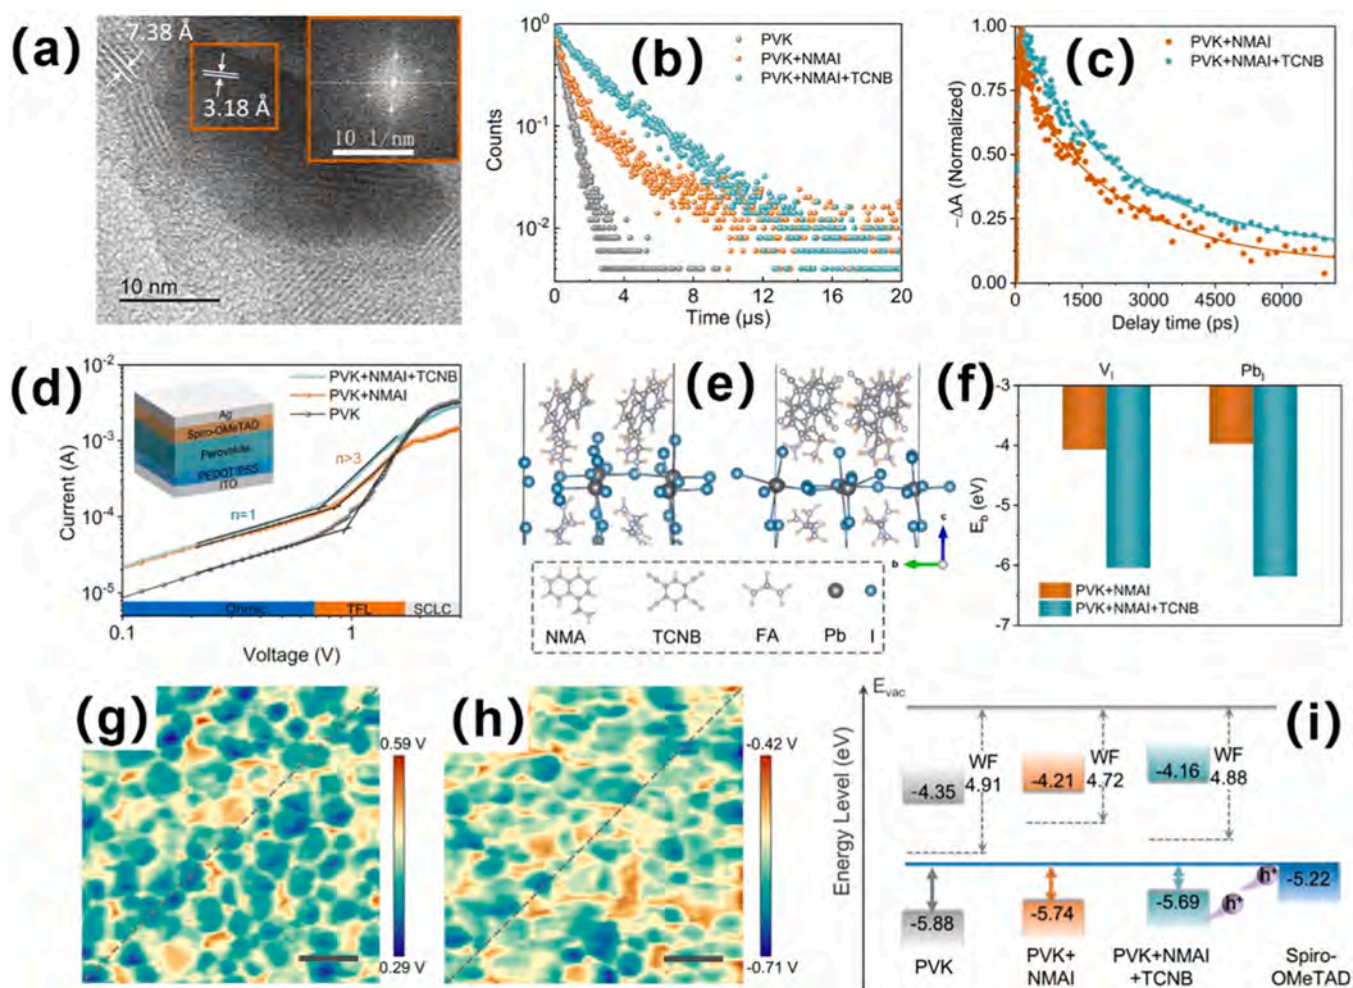 (a)
7.38 Å
3.18 Å
10 1/nm
10 nm
(b)
PVK
PVK+NMAI
PVK+NMAI+TCNB
10⁰
10⁻¹
10⁻²
Counts
0 4 8 12 16 20
Time (µs)
(c)
PVK+NMAI
PVK+NMAI+TCNB
1.00
0.75
0.50
0.25
0.00
-ΔA (Normalized)
0 1500 3000 4500 6000
Delay time (ps)
(d)
PVK+NMAI+TCNB
PVK+NMAI
PVK
10⁻²
10⁻³
10⁻⁴
10⁻⁵
Current (A)
Ag
Spiro-OMeTAD
Perovskite
PEDOT:PSS
ITO
n>3
n=1
Ohmic TFL SCLC
0.1 1
Voltage (V)
(e)
c
b
NMA TCNB FA Pb I
(f)
V_I Pb_I
-3
-4
-5
-6
-7
E_b (eV)
PVK+NMAI
PVK+NMAI+TCNB
(g)
0.59 V
0.29 V
(h)
-0.42 V
-0.71 V
(i)
E_vac
Energy Level (eV)
WF
4.91
WF
4.72
WF
4.88
-4.35
-4.21
-4.16
-5.88
-5.74
-5.69
-5.22
h⁺
h⁺
PVK
PVK+
NMAI
PVK+NMAI
+TCNB
Spiro-
OMeTAD